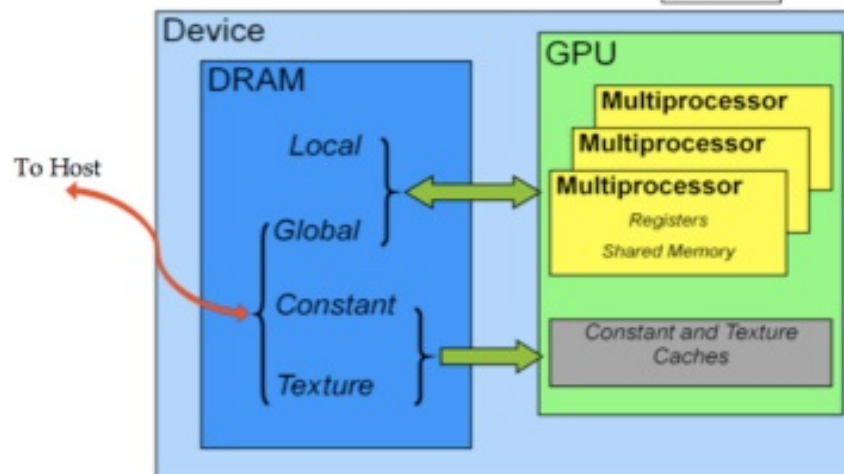 Device
GPU
DRAM
Multiprocessor
Multiprocessor
Multiprocessor
Registers
Shared Memory
To Host
Local
Global
Constant
Texture
Constant and Texture
Caches